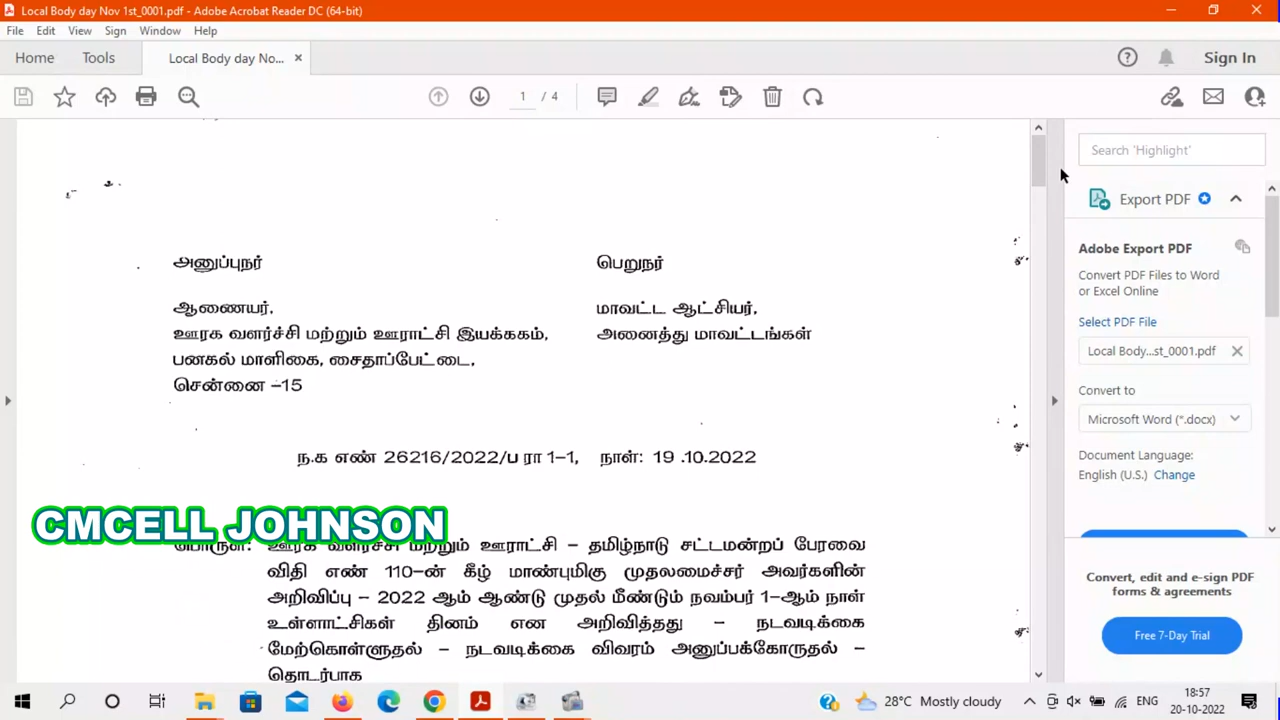 Local Body day Nov 1st_0001.pdf - Adobe Acrobat Reader DC (64-bit)
File Edit View Sign Window Help
Home Tools Local Body day No... × Sign In
1 / 4
Search 'Highlight'
Export PDF
Adobe Export PDF
Convert PDF Files to Word
or Excel Online
Select PDF File
Local Body...st_0001.pdf
Convert to
Microsoft Word (*.docx)
Document Language:
English (U.S.) Change
Convert, edit and e-sign PDF
forms & agreements
Free 7-Day Trial
அனுப்புநர் பெறுநர்
ஆணையர், மாவட்ட ஆட்சியர்,
ஊரக வளர்ச்சி மற்றும் ஊராட்சி இயக்ககம், அனைத்து மாவட்டங்கள்
பனகல் மாளிகை, சைதாப்பேட்டை,
சென்னை –15
ந.க எண் 26216/2022/ப ரா 1–1, நாள்: 19 .10.2022
CMCELL JOHNSON
பொருள்: ஊரக வளர்ச்சி மற்றும் ஊராட்சி – தமிழ்நாடு சட்டமன்றப் பேரவை
விதி எண் 110–ன் கீழ் மாண்புமிகு முதலமைச்சர் அவர்களின்
அறிவிப்பு – 2022 ஆம் ஆண்டு முதல் மீண்டும் நவம்பர் 1–ஆம் நாள்
உள்ளாட்சிகள் தினம் என அறிவித்தது – நடவடிக்கை
மேற்கொள்ளுதல் – நடவடிக்கை விவரம் அனுப்பக்கோருதல் –
தொடர்பாக
28°C Mostly cloudy ENG 18:57
20-10-2022